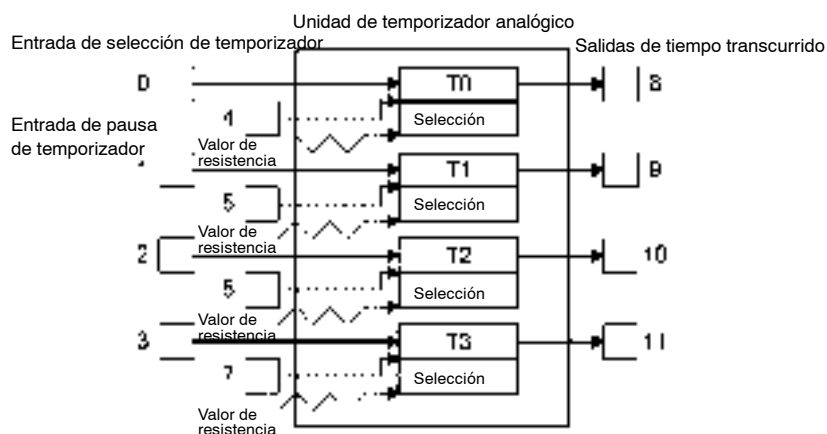 Unidad de temporizador analógico
Entrada de selección de temporizador
Salidas de tiempo transcurrido
0 T0 8
4 Selección
Entrada de pausa
de temporizador
Valor de
resistencia
T1 9
5 Selección
Valor de
resistencia
2 T2 10
5 Selección
Valor de
resistencia
3 T3 11
7 Selección
Valor de
resistencia